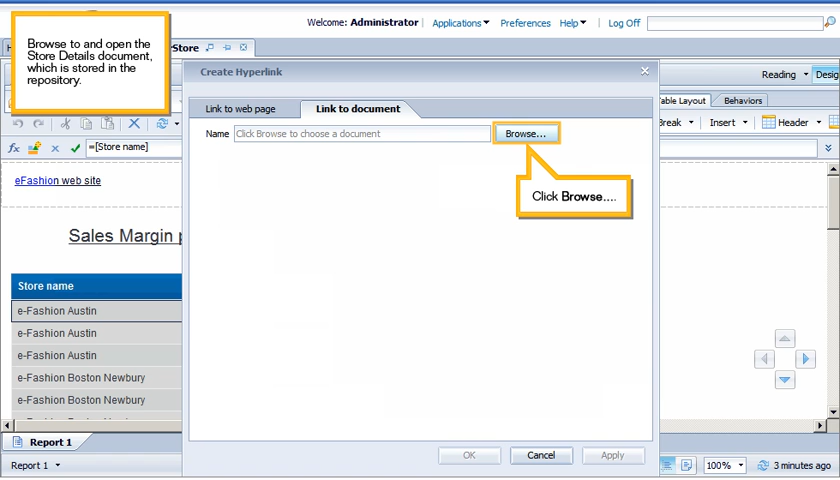 Welcome: Administrator | Applications Preferences Help | Log Off
Browse to and open the
Store Details document,
which is stored in the
repository.
Store
Create Hyperlink
Reading
Link to web page
Link to document
Table Layout
Behaviors
Name
Click Browse to choose a document
Browse...
Break
Insert
Header
=[Store name]
eFashion web site
Click Browse....
Sales Margin
Store name
e-Fashion Austin
e-Fashion Austin
e-Fashion Austin
e-Fashion Boston Newbury
e-Fashion Boston Newbury
Report 1
OK
Cancel
Apply
Report 1
100%
3 minutes ago